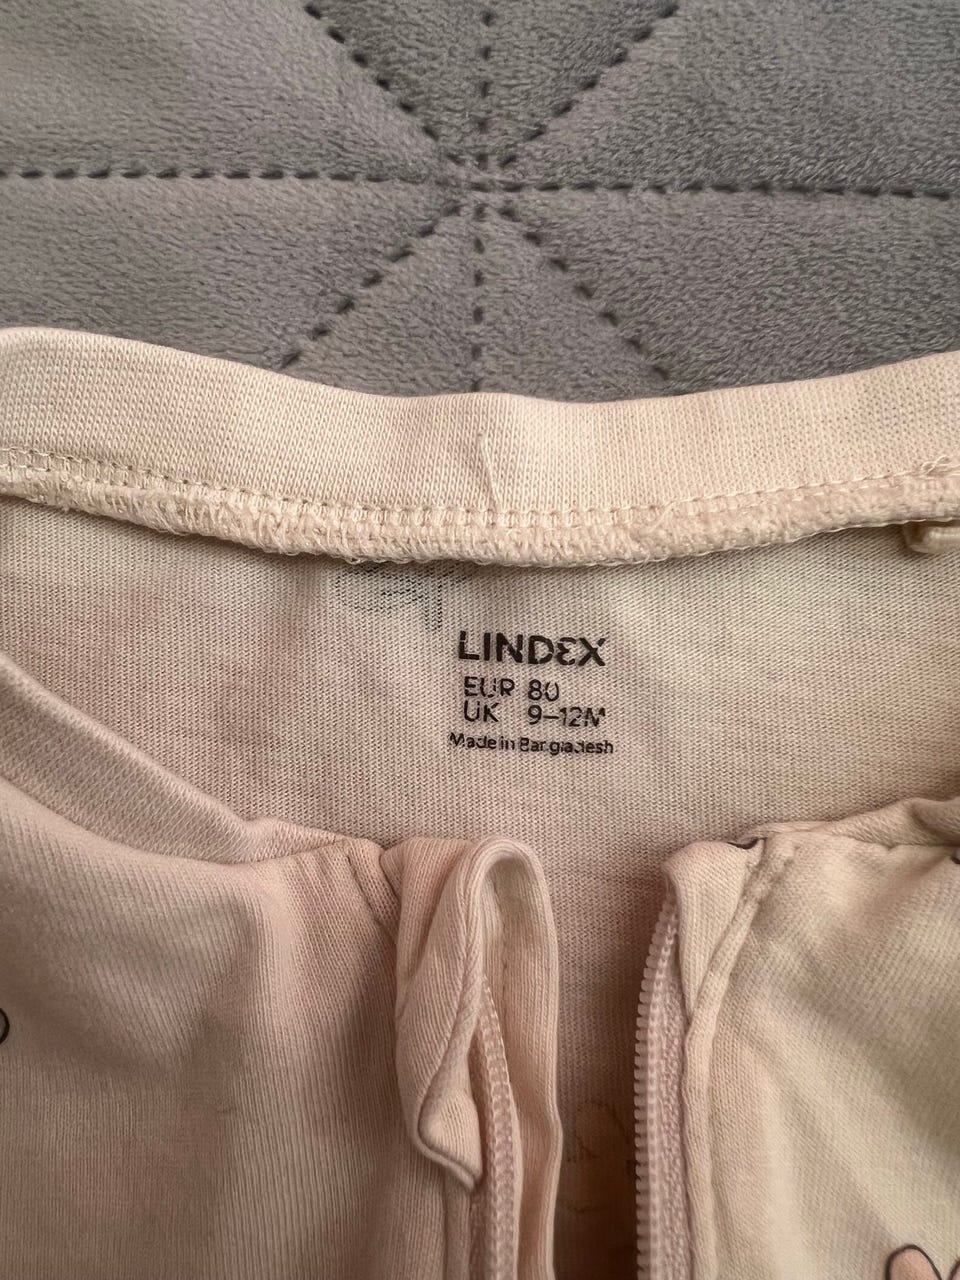 LINDEX
EUR 80
UK 9–12M
Made in Bangladesh